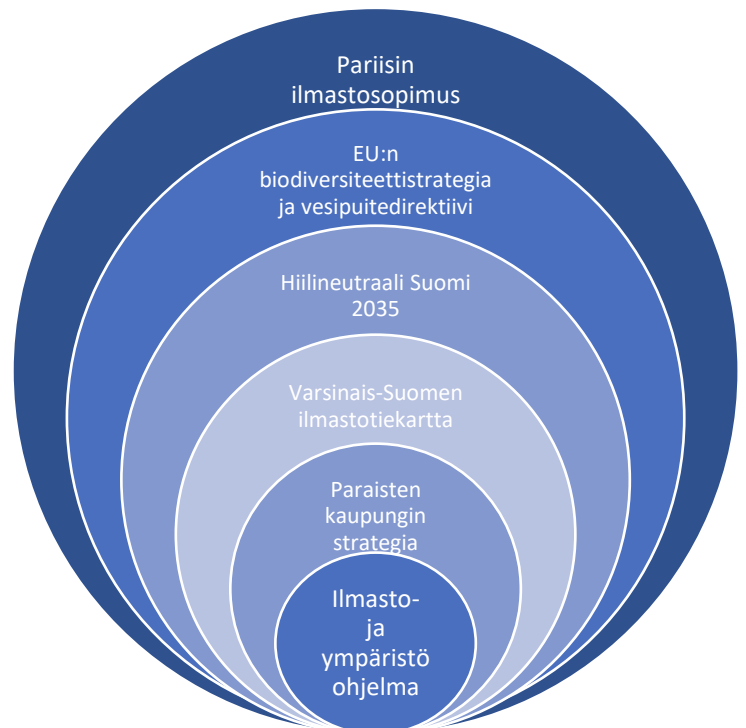 Pariisin
ilmastosopimus
EU:n
biodiversiteettistrategia
ja vesipuitedirektiivi
Hiilineutraali Suomi
2035
Varsinais-Suomen
ilmastotiekartta
Paraisten
kaupungin
strategia
Ilmasto-
ja
ympäristö
ohjelma